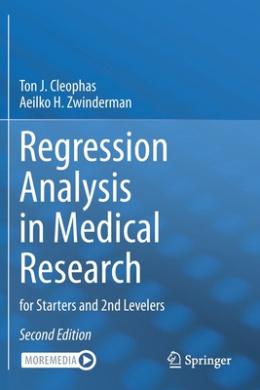 Ton J. Cleophas
Aeilko H. Zwinderman
Regression
Analysis
in Medical
Research
for Starters and 2nd Levelers
Second Edition
MOREMEDIA
Springer